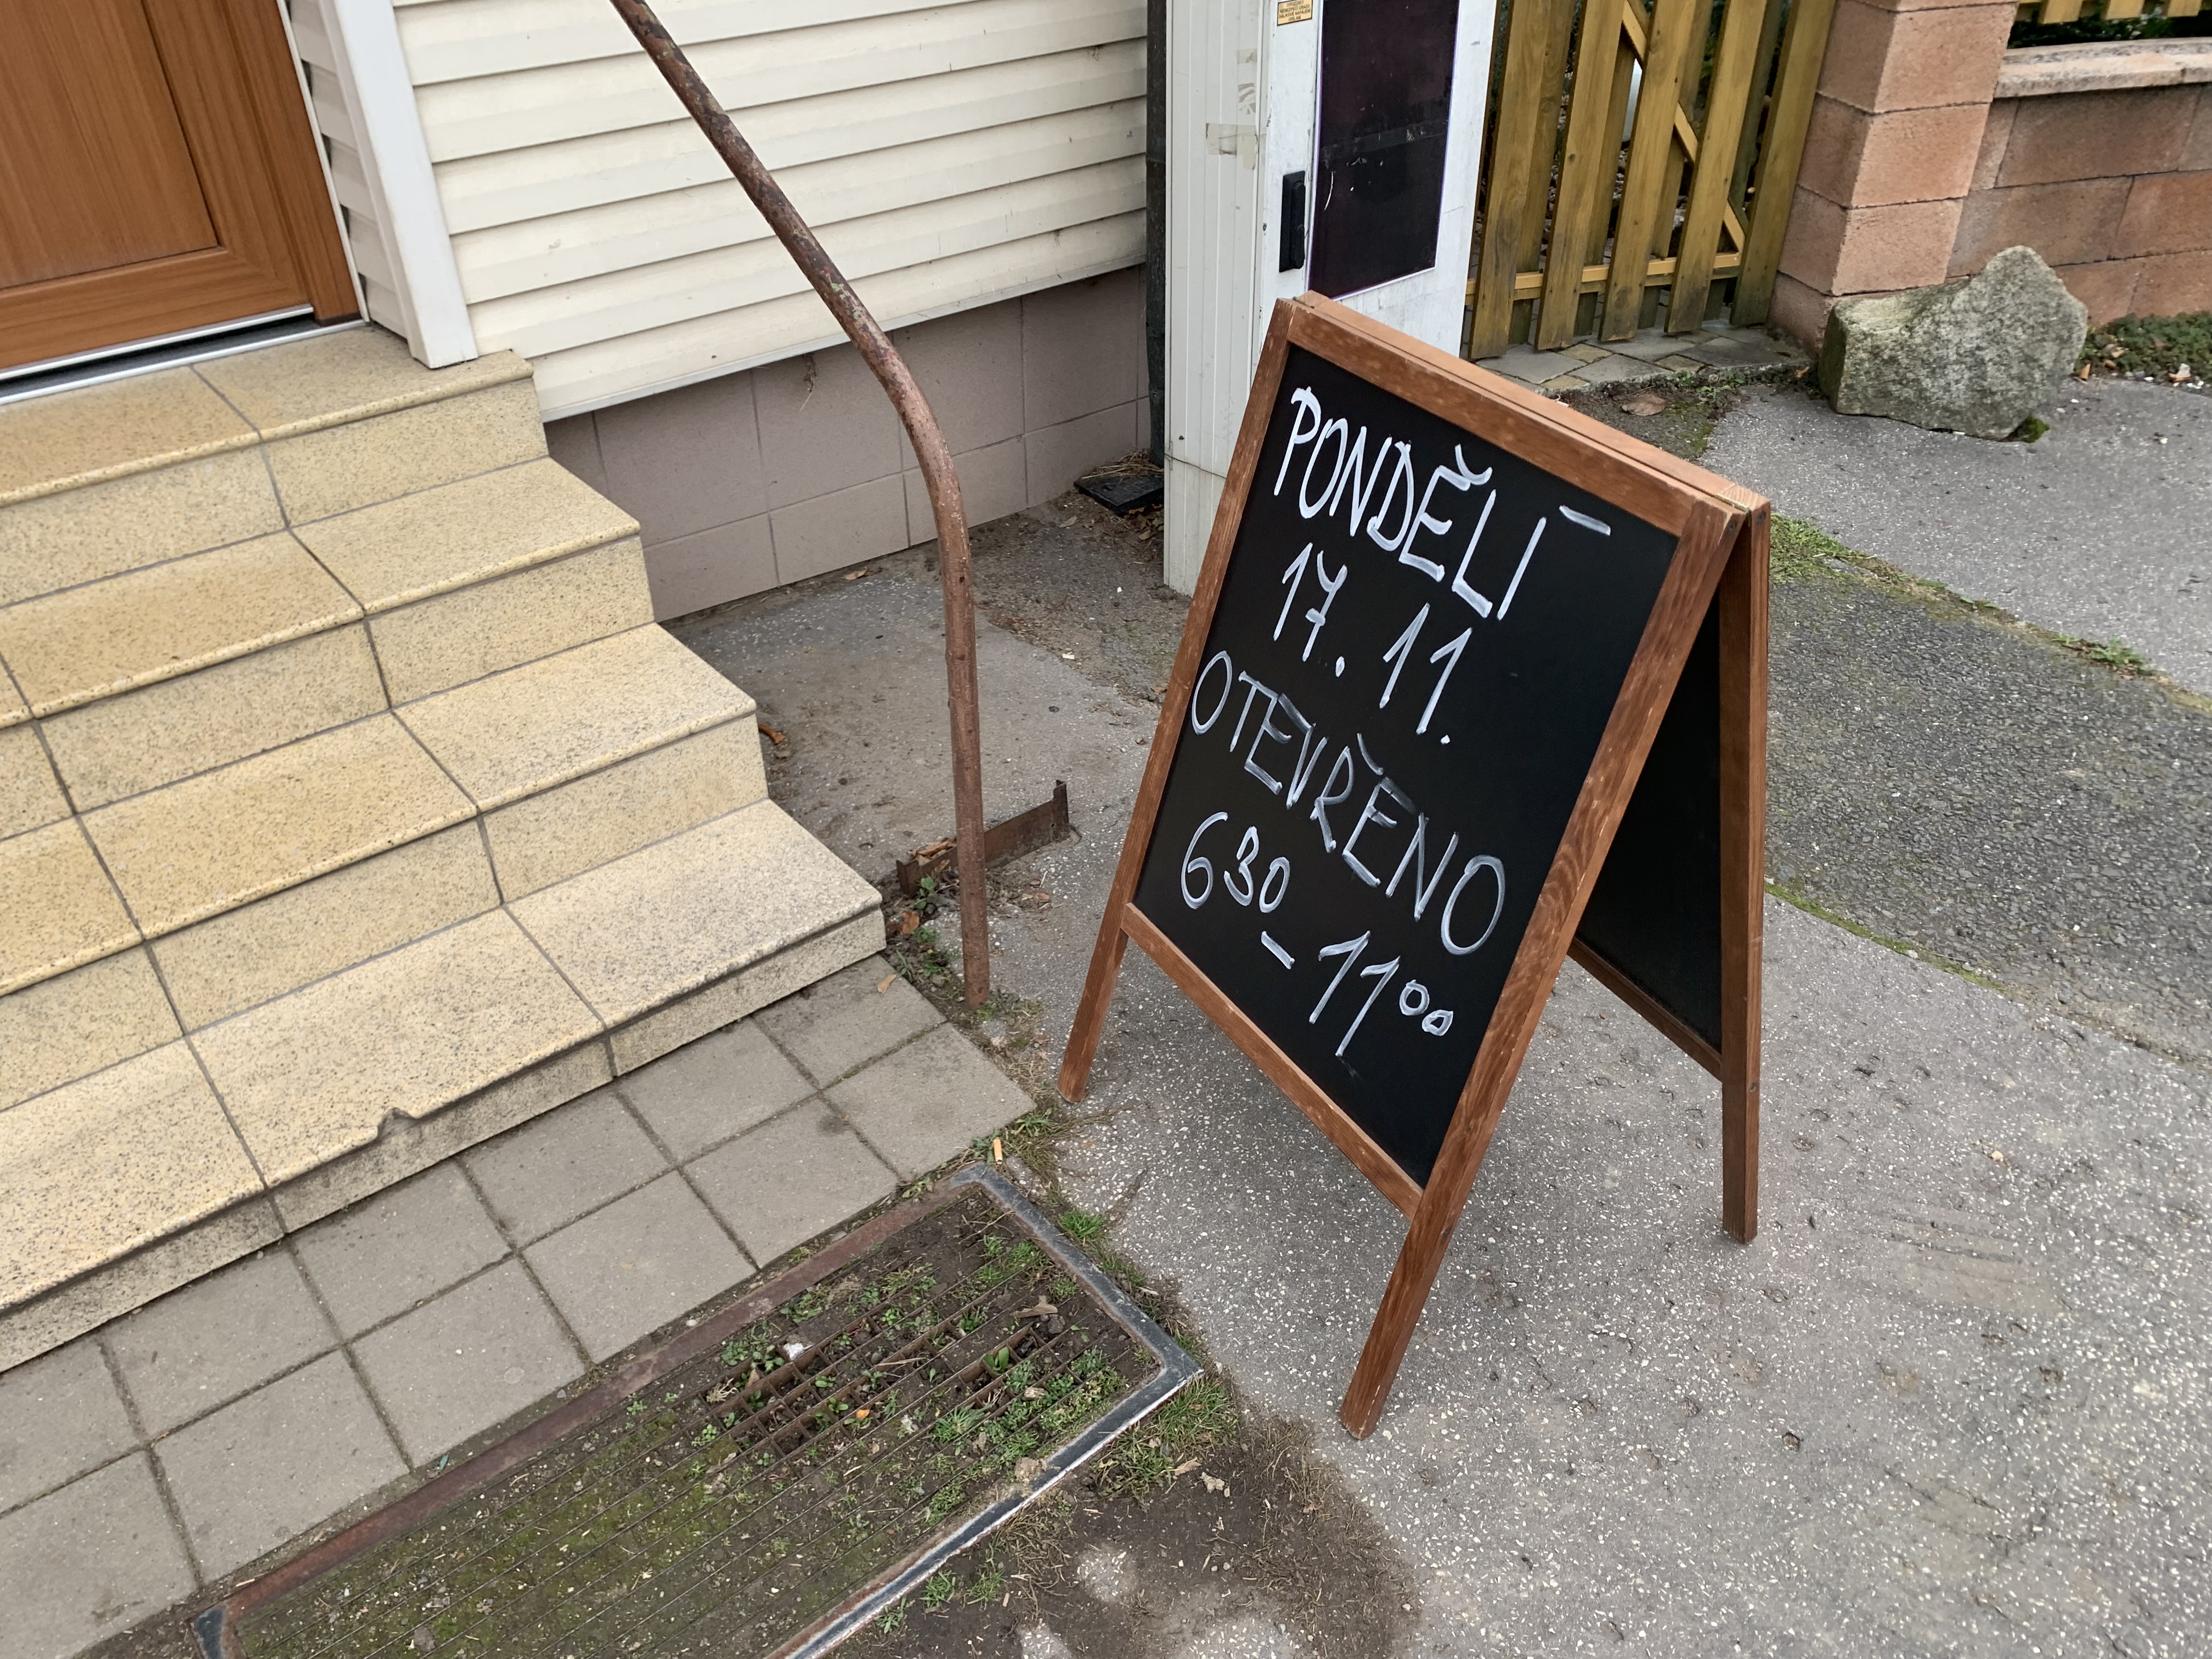 PONDĚLÍ
17. 11.
OTEVŘENO
6³⁰
– 11⁰⁰